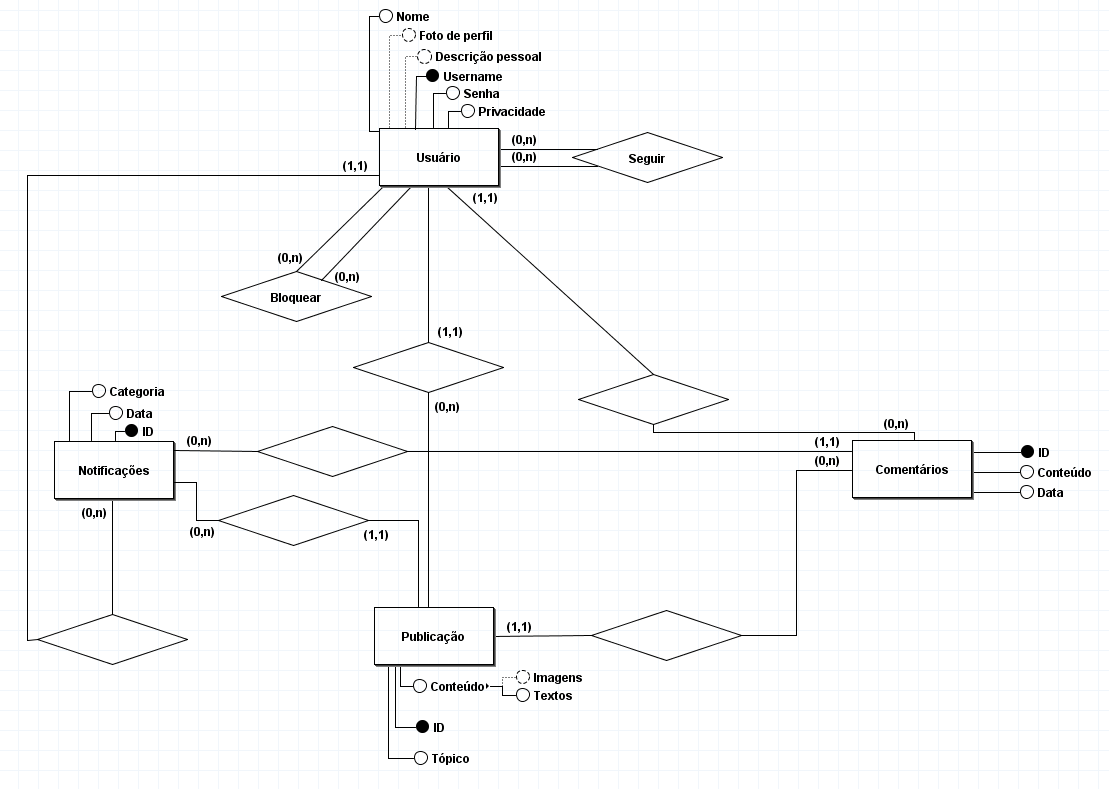 Nome
Foto de perfil
Descrição pessoal
Username
Senha
Privacidade
Usuário
(0,n)
(0,n)
Seguir
(1,1)
(1,1)
(0,n)
(0,n)
Bloquear
(1,1)
(0,n)
Categoria
Data
ID
Notificações
(0,n)
(0,n)
(1,1)
(0,n)
Comentários
ID
Conteúdo
Data
(0,n)
(0,n)
(1,1)
Publicação
(1,1)
Conteúdo
Imagens
Textos
ID
Tópico